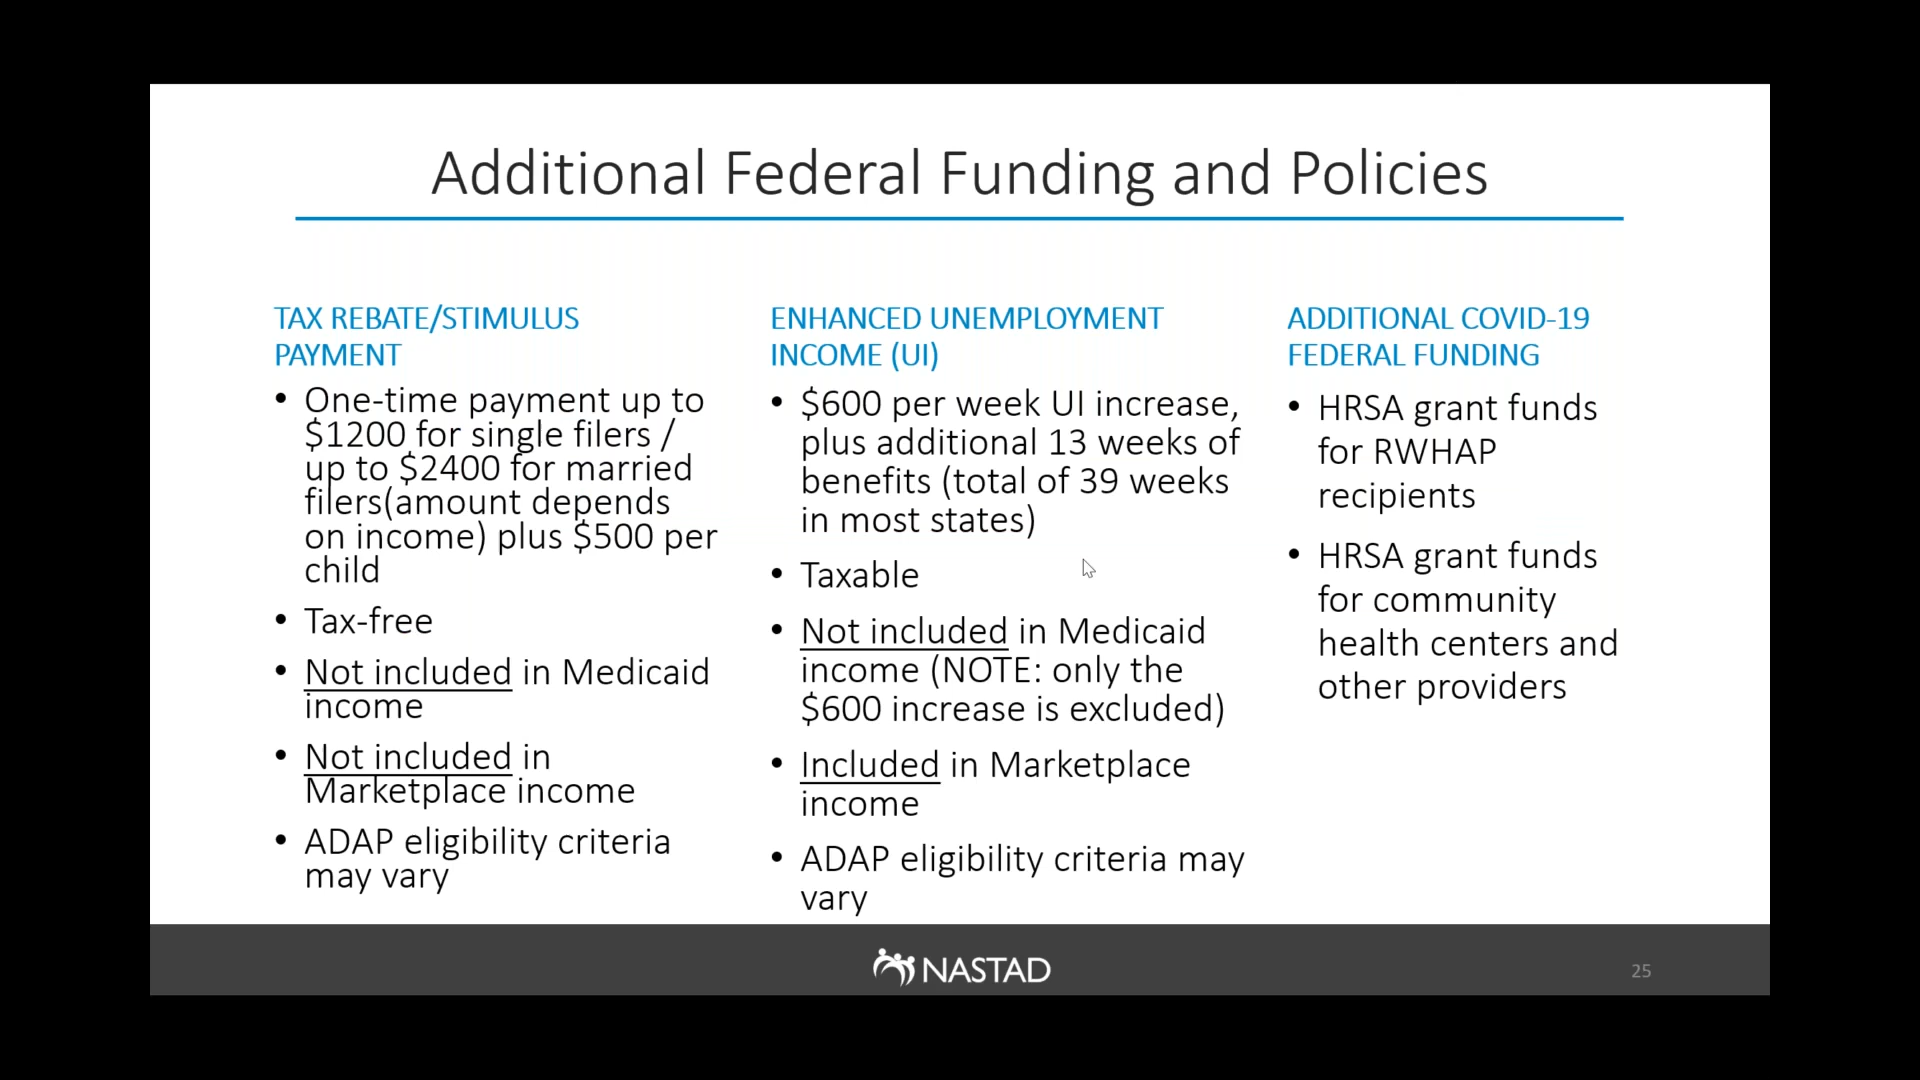 Additional Federal Funding and Policies
TAX REBATE/STIMULUS
PAYMENT
• One-time payment up to
$1200 for single filers /
up to $2400 for married
filers(amount depends
on income) plus $500 per
child
• Tax-free
• Not included in Medicaid
income
• Not included in
Marketplace income
• ADAP eligibility criteria
may vary
ENHANCED UNEMPLOYMENT
INCOME (UI)
• $600 per week UI increase,
plus additional 13 weeks of
benefits (total of 39 weeks
in most states)
• Taxable
• Not included in Medicaid
income (NOTE: only the
$600 increase is excluded)
• Included in Marketplace
income
• ADAP eligibility criteria may
vary
ADDITIONAL COVID-19
FEDERAL FUNDING
• HRSA grant funds
for RWHAP
recipients
• HRSA grant funds
for community
health centers and
other providers
NASTAD
25